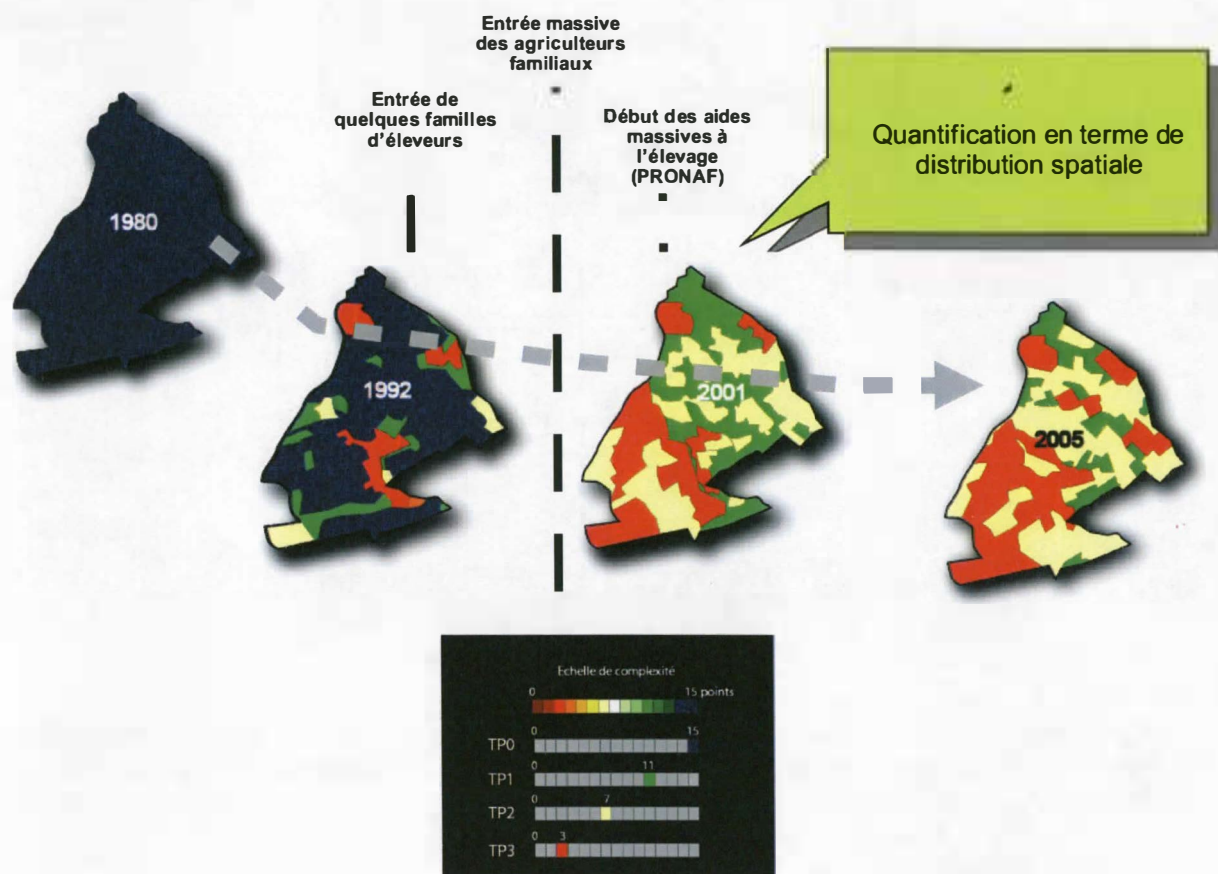 Entrée massive
des agriculteurs
familiaux
Entrée de
quelques familles
d'éleveurs
Début des aides
massives à
l'élevage
(PRONAF)
Quantification en terme de
distribution spatiale
1980
1992
2001
2005
Echelle de complexité
0 15 points
0 15
TP0
0 11
TP1
0 7
TP2
0 3
TP3